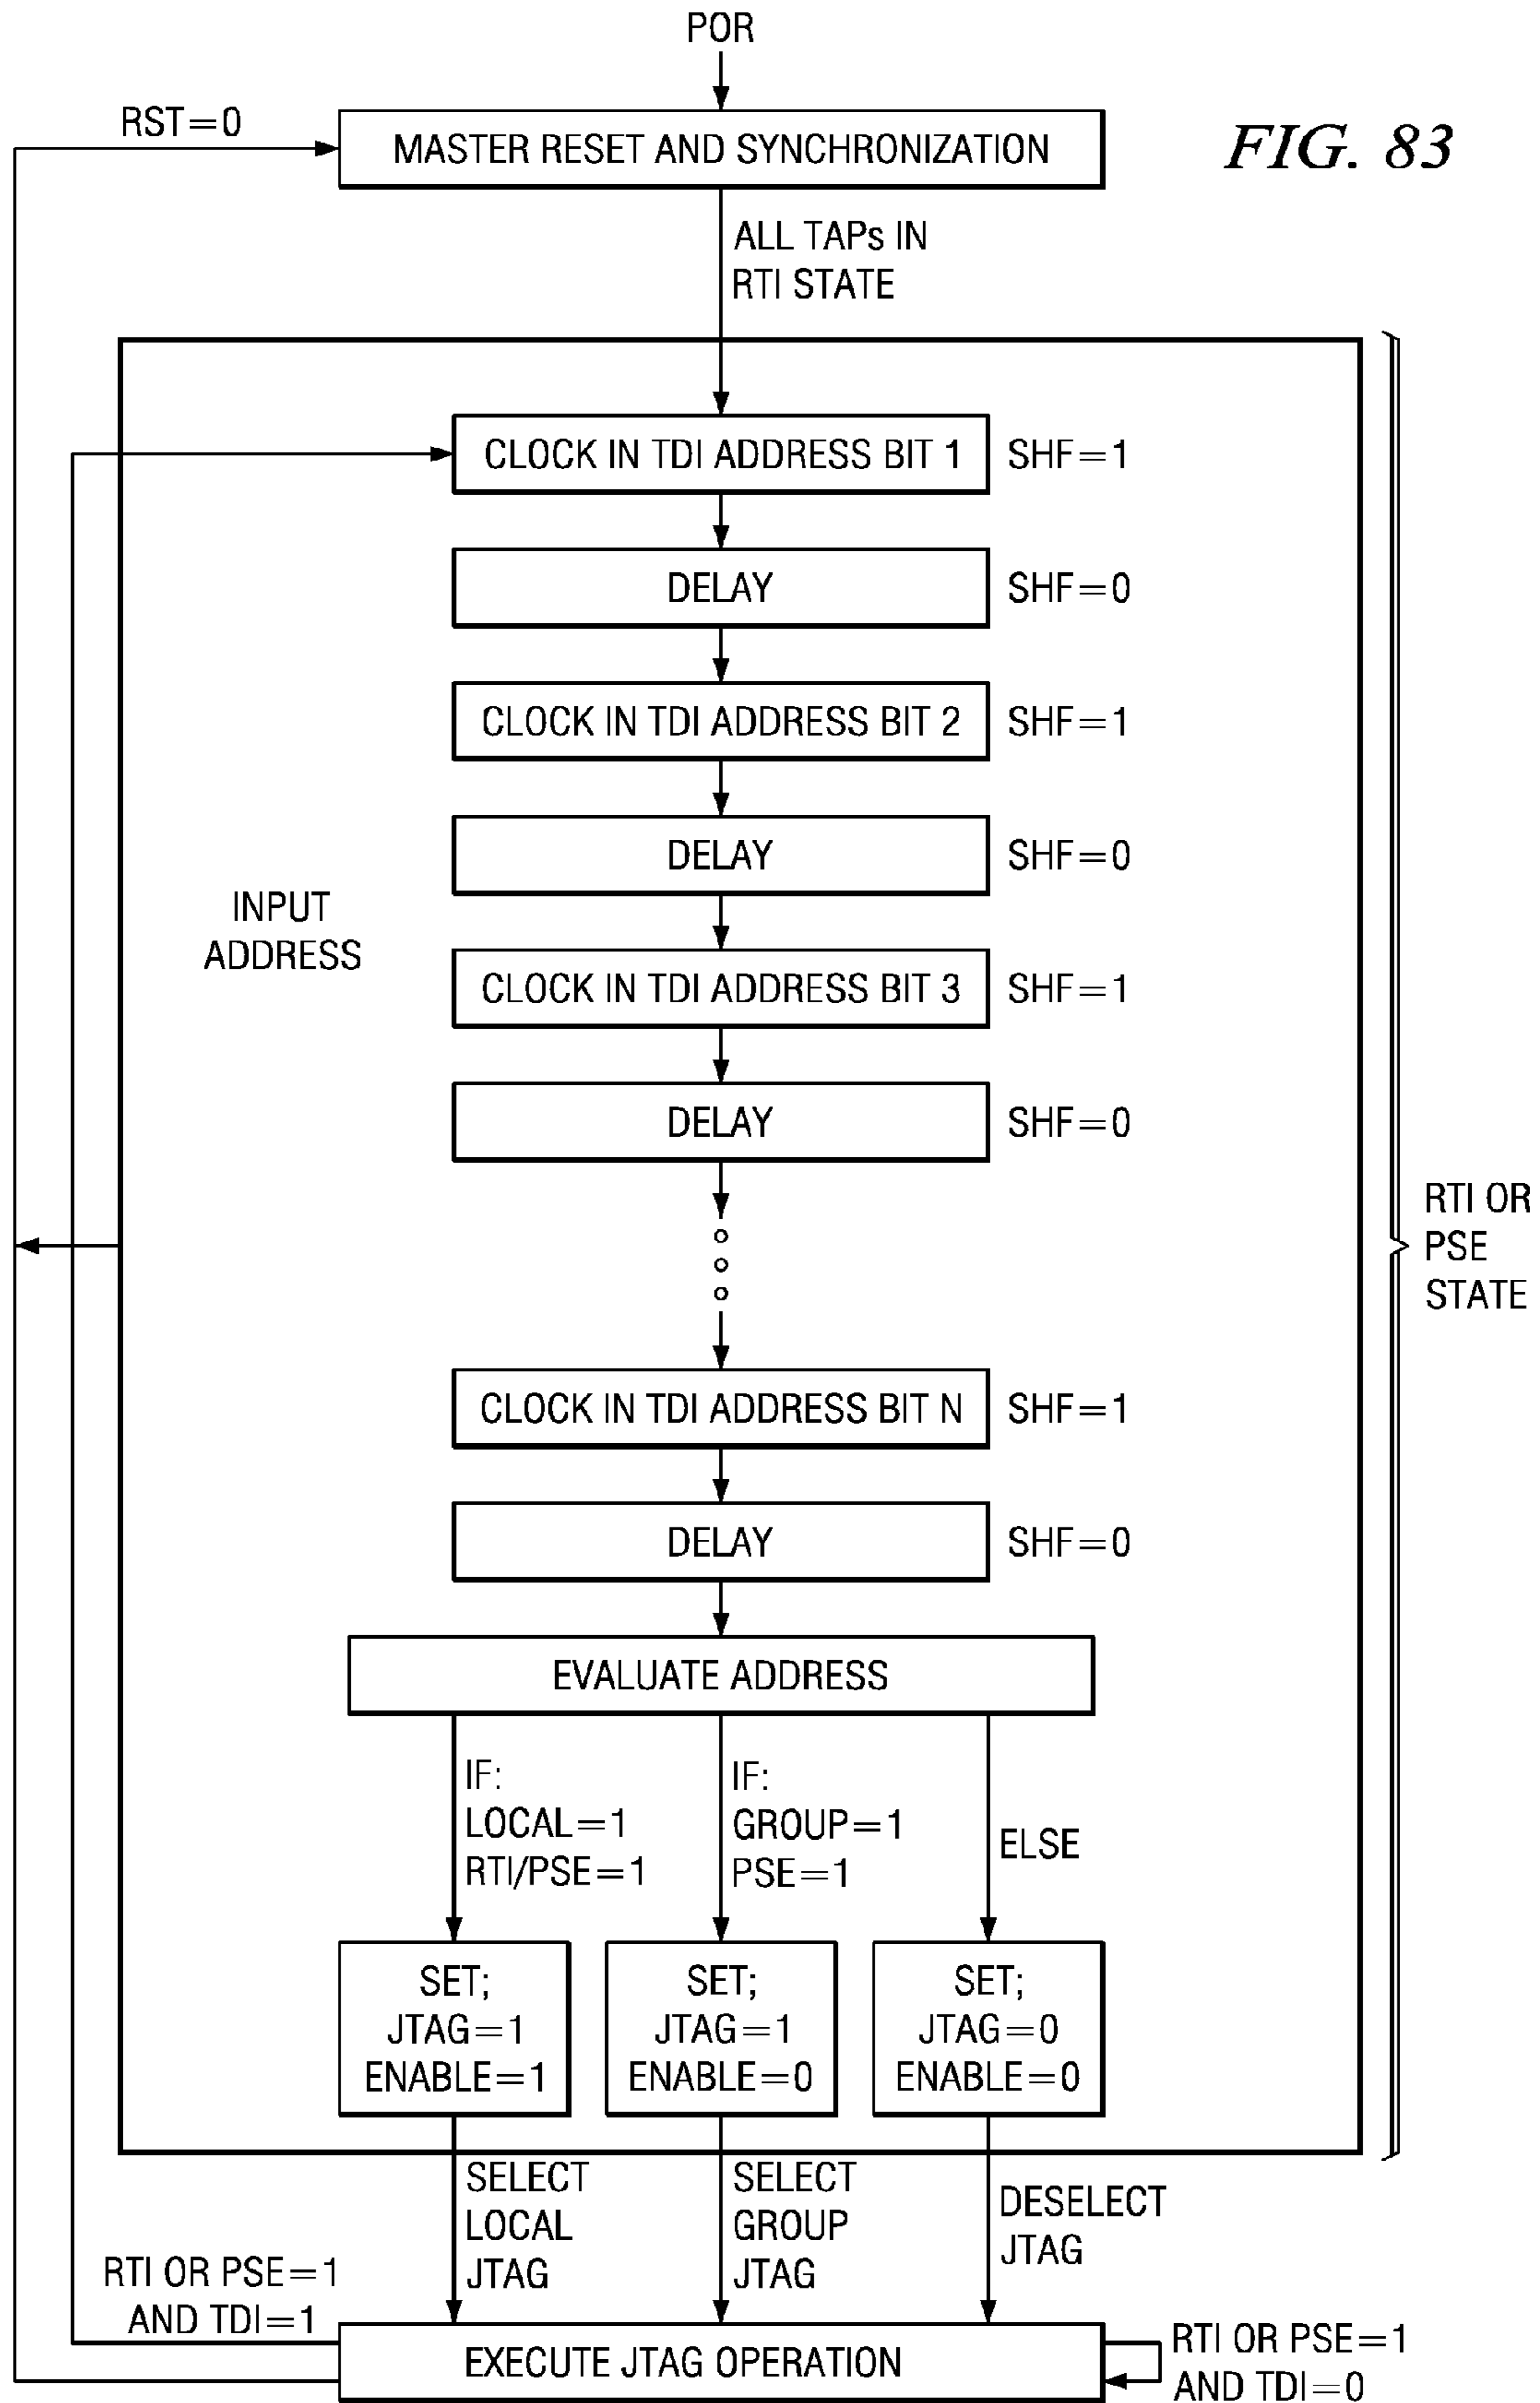 POR
RST=0
MASTER RESET AND SYNCHRONIZATION
FIG. 83
ALL TAPs IN
RTI STATE
CLOCK IN TDI ADDRESS BIT 1
SHF=1
DELAY
SHF=0
CLOCK IN TDI ADDRESS BIT 2
SHF=1
DELAY
SHF=0
INPUT
ADDRESS
CLOCK IN TDI ADDRESS BIT 3
SHF=1
DELAY
SHF=0
RTI OR
PSE
STATE
CLOCK IN TDI ADDRESS BIT N
SHF=1
DELAY
SHF=0
EVALUATE ADDRESS
IF:
LOCAL=1
RTI/PSE=1
IF:
GROUP=1
PSE=1
ELSE
SET;
JTAG=1
ENABLE=1
SET;
JTAG=1
ENABLE=0
SET;
JTAG=0
ENABLE=0
SELECT
LOCAL
JTAG
SELECT
GROUP
JTAG
DESELECT
JTAG
RTI OR PSE=1
AND TDI=1
EXECUTE JTAG OPERATION
RTI OR PSE=1
AND TDI=0